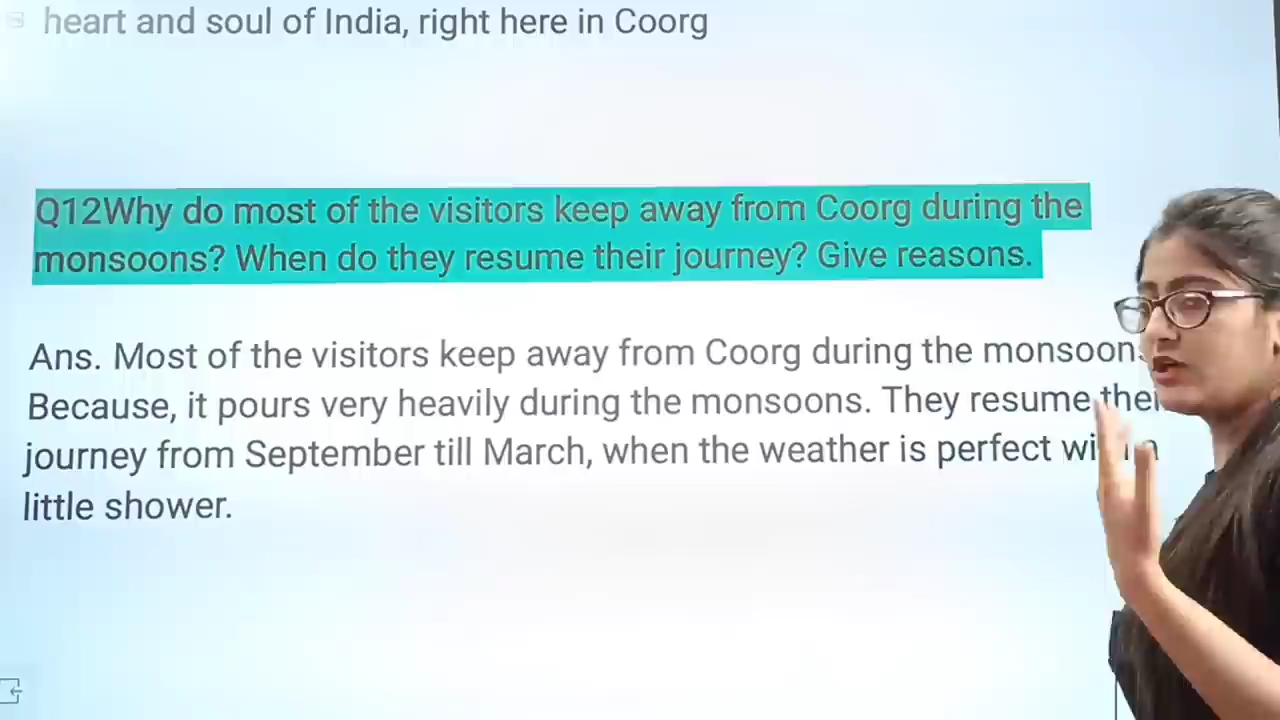 heart and soul of India, right here in Coorg
Q12Why do most of the visitors keep away from Coorg during the
monsoons? When do they resume their journey? Give reasons.
Ans. Most of the visitors keep away from Coorg during the
Because, it pours very heavily during the monsoons. They resume
journey from September till March, when the weather is perfect
little shower.